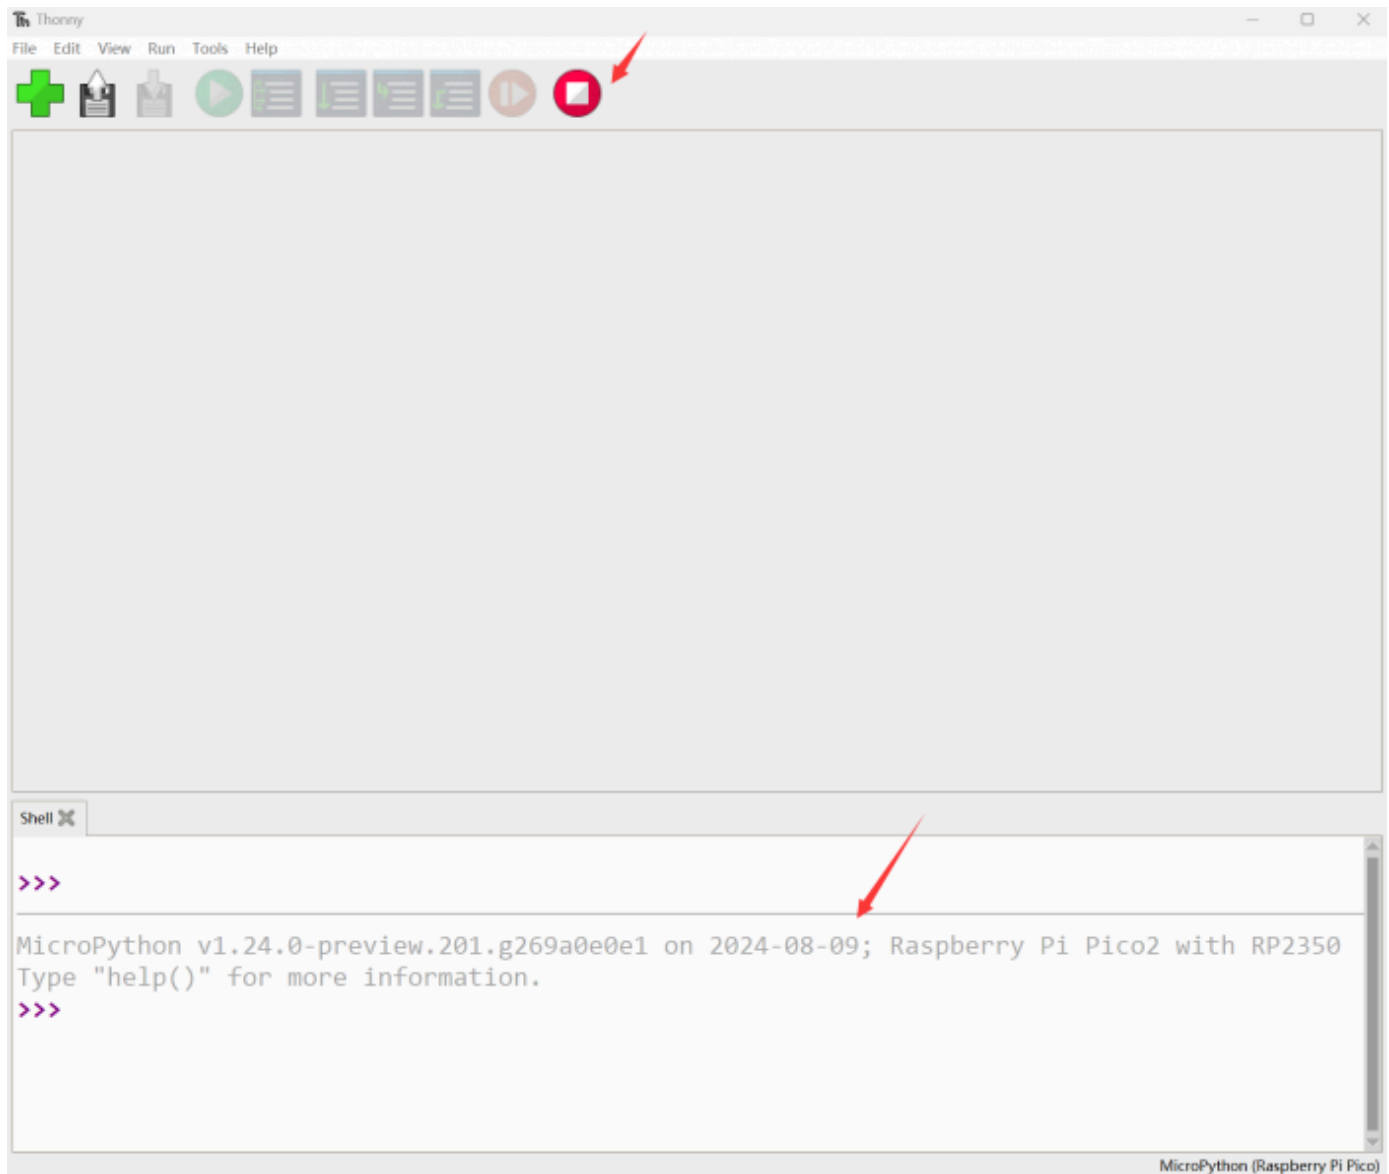 Thonny
File Edit View Run Tools Help
Shell
>>>
MicroPython v1.24.0-preview.201.g269a0e0e1 on 2024-08-09; Raspberry Pi Pico2 with RP2350
Type "help()" for more information.
>>>
MicroPython (Raspberry Pi Pico)